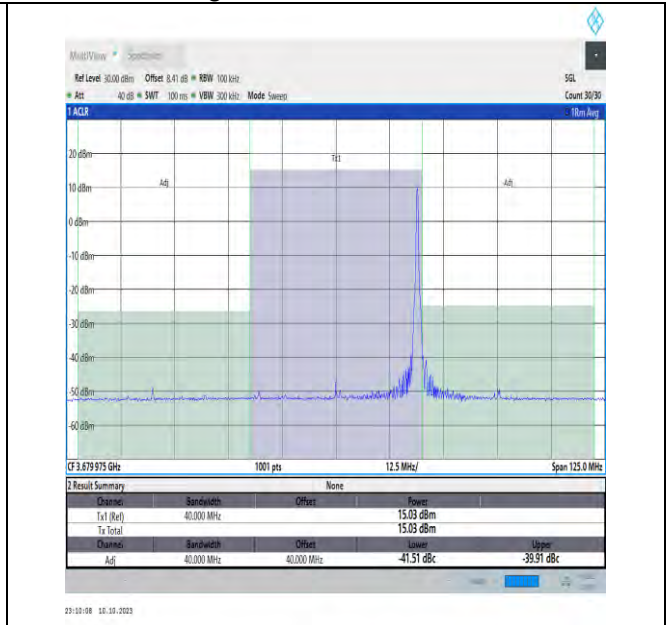 MultiView Spectrum
Ref Level 30.00 dBm Offset 8.41 dB RBW 100 kHz SGL
Att 40 dB SWT 100 ms VBW 300 kHz Mode Sweep Count 30/30
1 ACLR 1Rm Avg
20 dBm
Tx1
10 dBm
Adj Adj
0 dBm
-10 dBm
-20 dBm
-30 dBm
-40 dBm
-50 dBm
-60 dBm
CF 3.679 975 GHz 1001 pts 12.5 MHz/ Span 125.0 MHz
2 Result Summary None
Channel Bandwidth Offset Power
Tx1 (Ref) 40.000 MHz 15.03 dBm
Tx Total 15.03 dBm
Channel Bandwidth Offset Lower Upper
Adj 40.000 MHz 40.000 MHz -41.51 dBc -39.91 dBc
23:10:08 10.10.2023